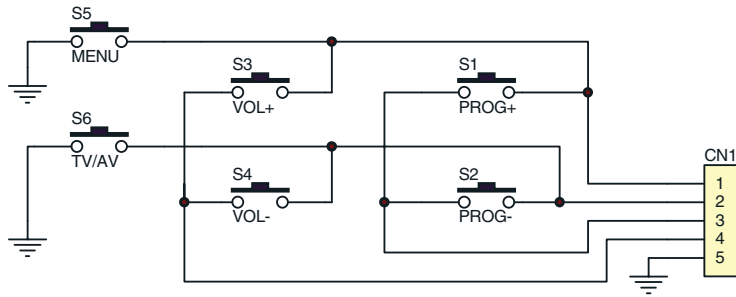 S5
MENU
S3
VOL+
S1
PROG+
S6
TV/AV
S4
VOL-
S2
PROG-
CN1
1
2
3
4
5